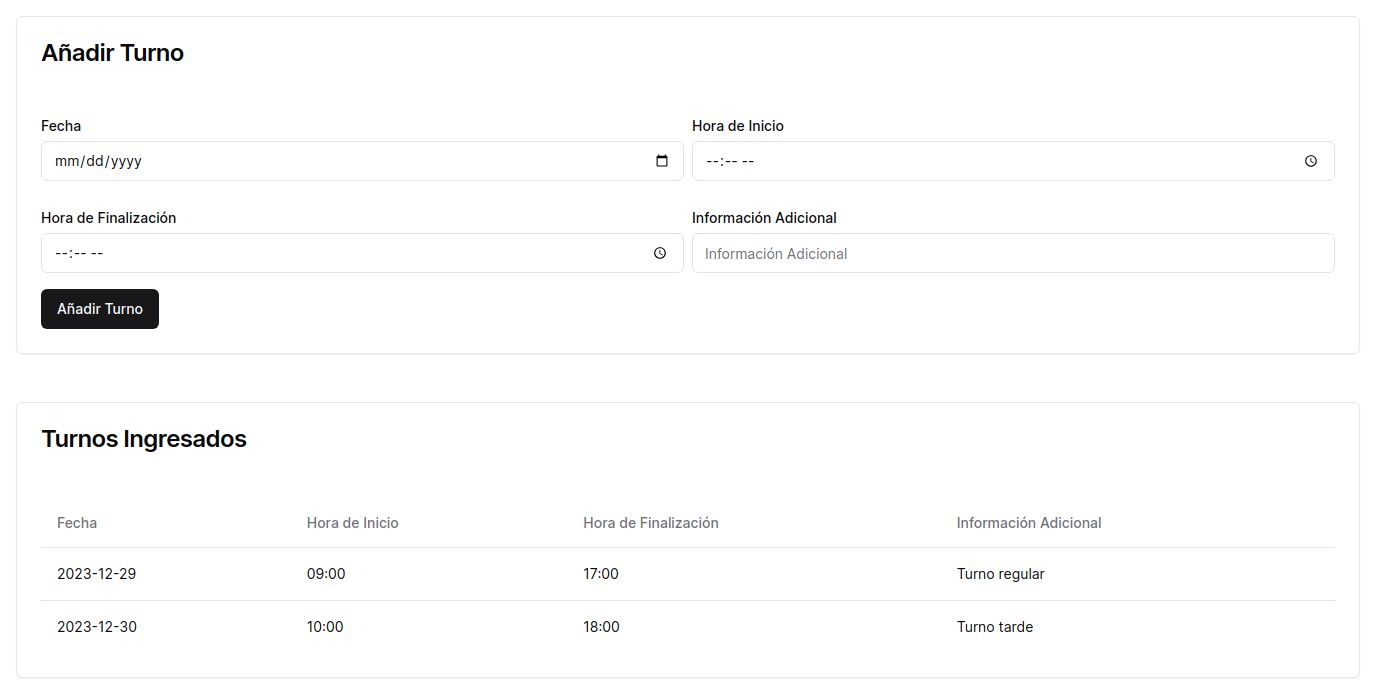 Añadir Turno
Fecha
Hora de Inicio
mm/dd/yyyy
--:-- --
Hora de Finalización
Información Adicional
--:-- --
Información Adicional
Añadir Turno
Turnos Ingresados
Fecha Hora de Inicio Hora de Finalización Información Adicional
2023-12-29 09:00 17:00 Turno regular
2023-12-30 10:00 18:00 Turno tarde